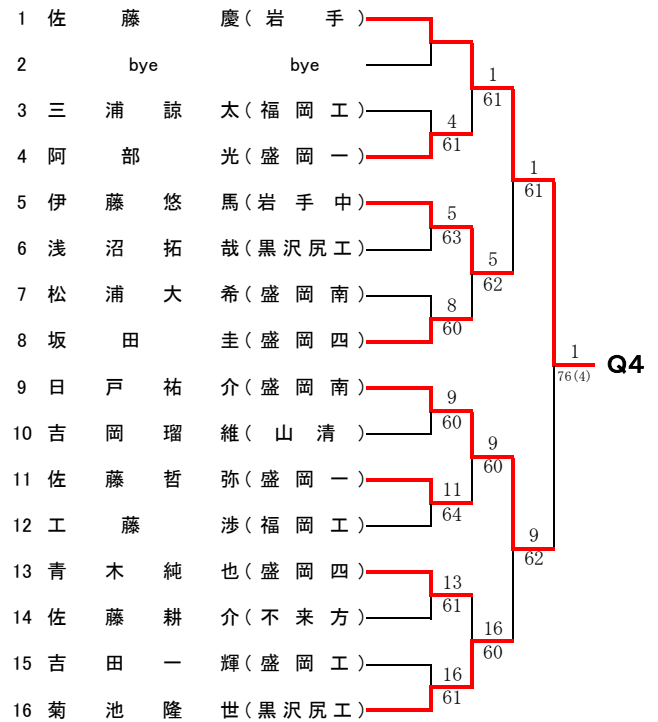 1 佐藤 慶(岩手)
2 bye bye
3 三浦諒太(福岡工)
4 阿部 光(盛岡一)
5 伊藤悠馬(岩手中)
6 浅沼拓哉(黒沢尻工)
7 松浦大希(盛岡南)
8 坂田 圭(盛岡四)
9 日戸祐介(盛岡南)
10 吉岡瑠維(山清)
11 佐藤哲弥(盛岡一)
12 工藤 渉(福岡工)
13 青木純也(盛岡四)
14 佐藤耕介(不来方)
15 吉田一輝(盛岡工)
16 菊池隆世(黒沢尻工)
4
61
5
63
8
60
9
60
11
64
13
61
16
61
1
61
5
62
9
60
16
60
1
61
9
62
1
76(4)
Q4